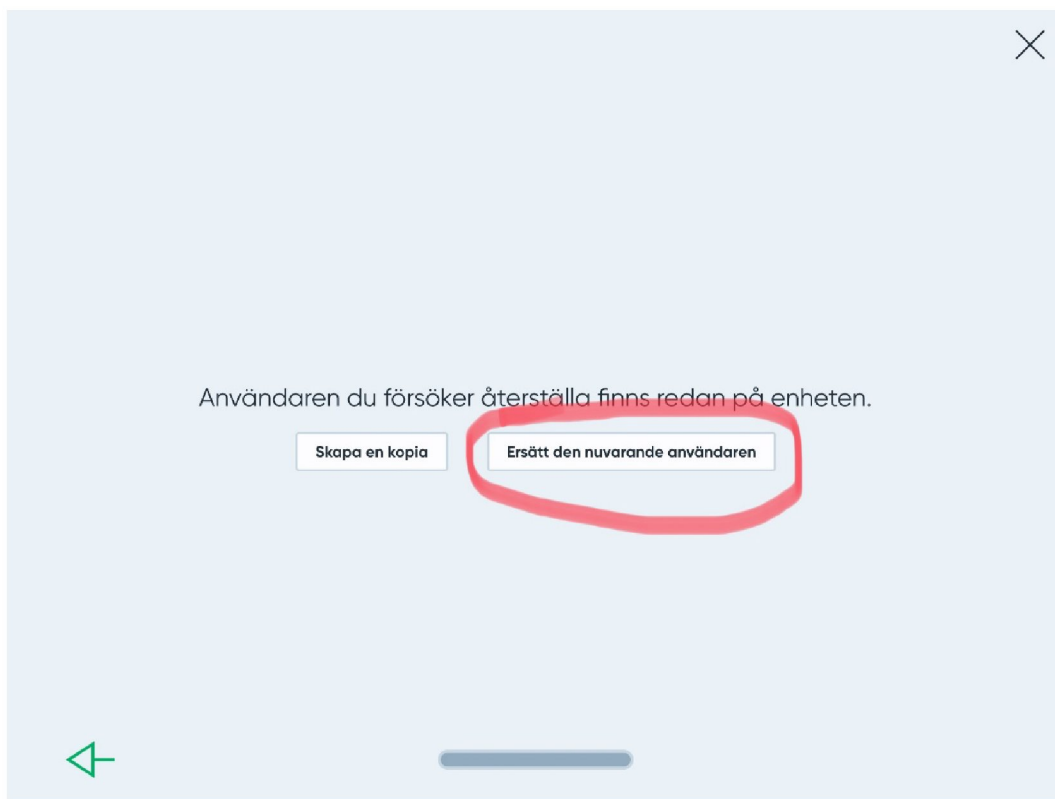 Användaren du försöker återställa finns redan på enheten.
Skapa en kopia
Ersätt den nuvarande användaren